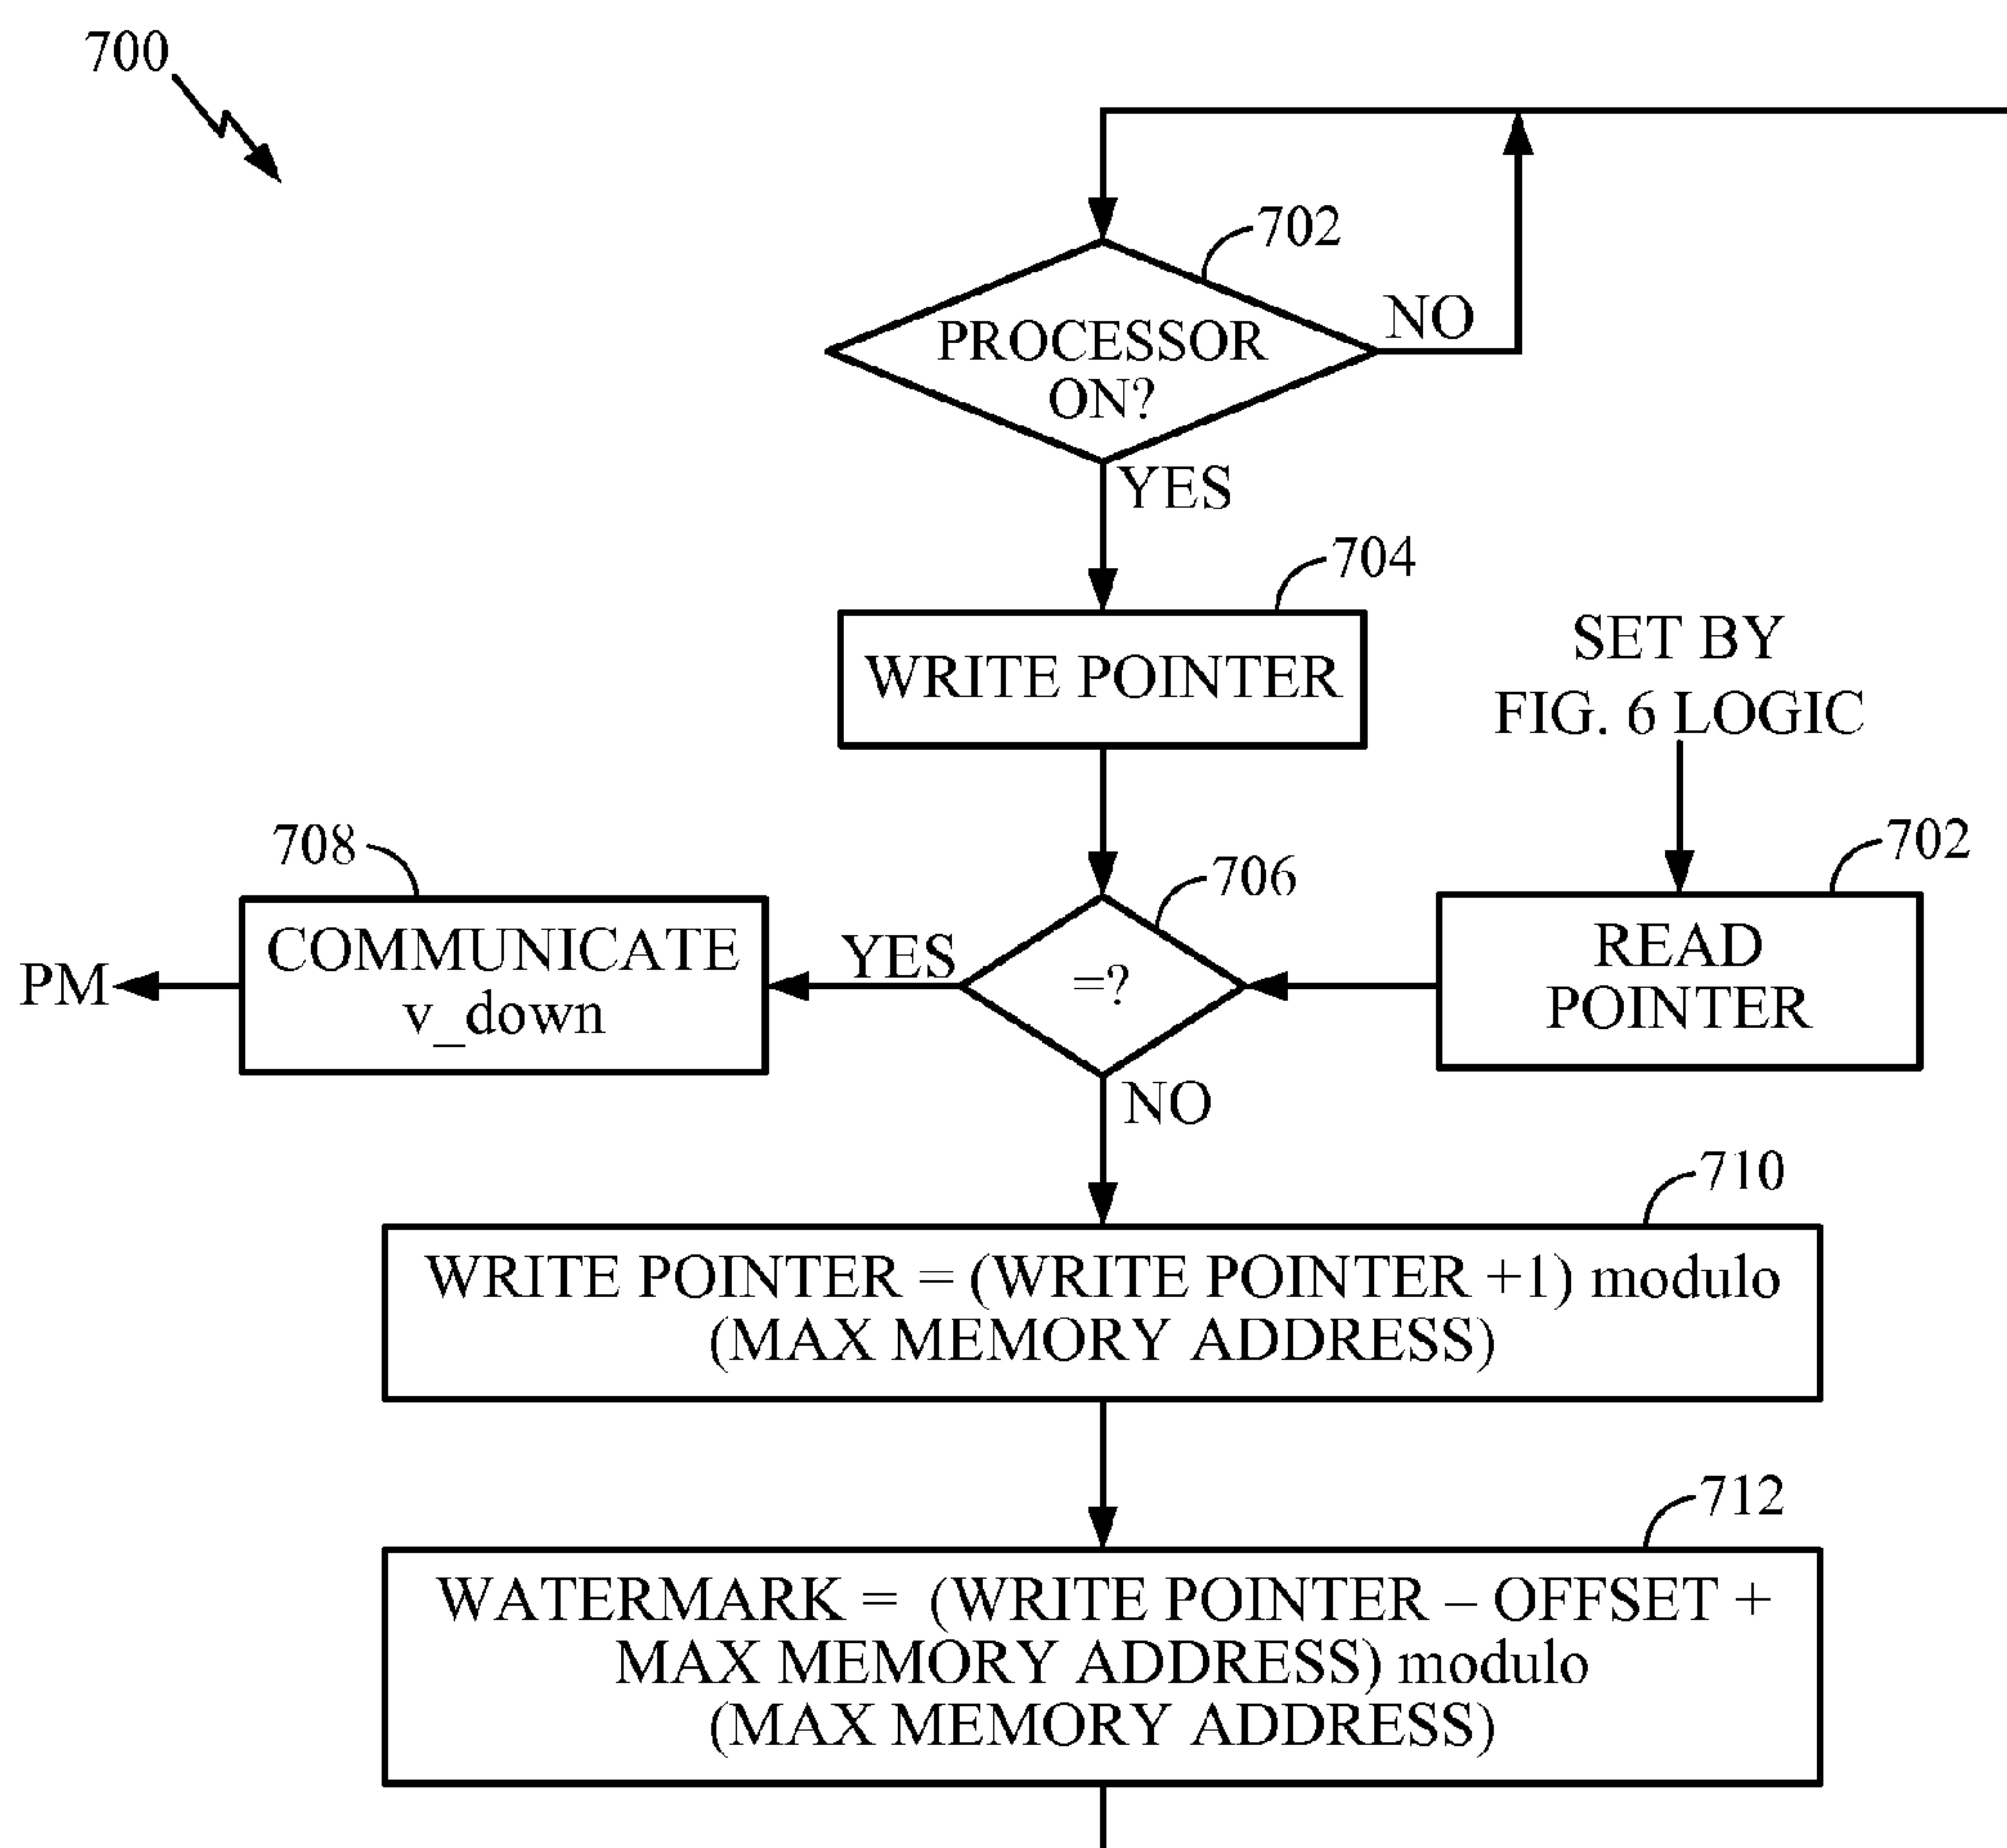 700
702
PROCESSOR
ON?
NO
YES
704
WRITE POINTER
SET BY
FIG. 6 LOGIC
708
706
702
COMMUNICATE
v_down
PM
YES
=?
READ
POINTER
NO
710
WRITE POINTER = (WRITE POINTER +1) modulo
(MAX MEMORY ADDRESS)
712
WATERMARK = (WRITE POINTER – OFFSET +
MAX MEMORY ADDRESS) modulo
(MAX MEMORY ADDRESS)